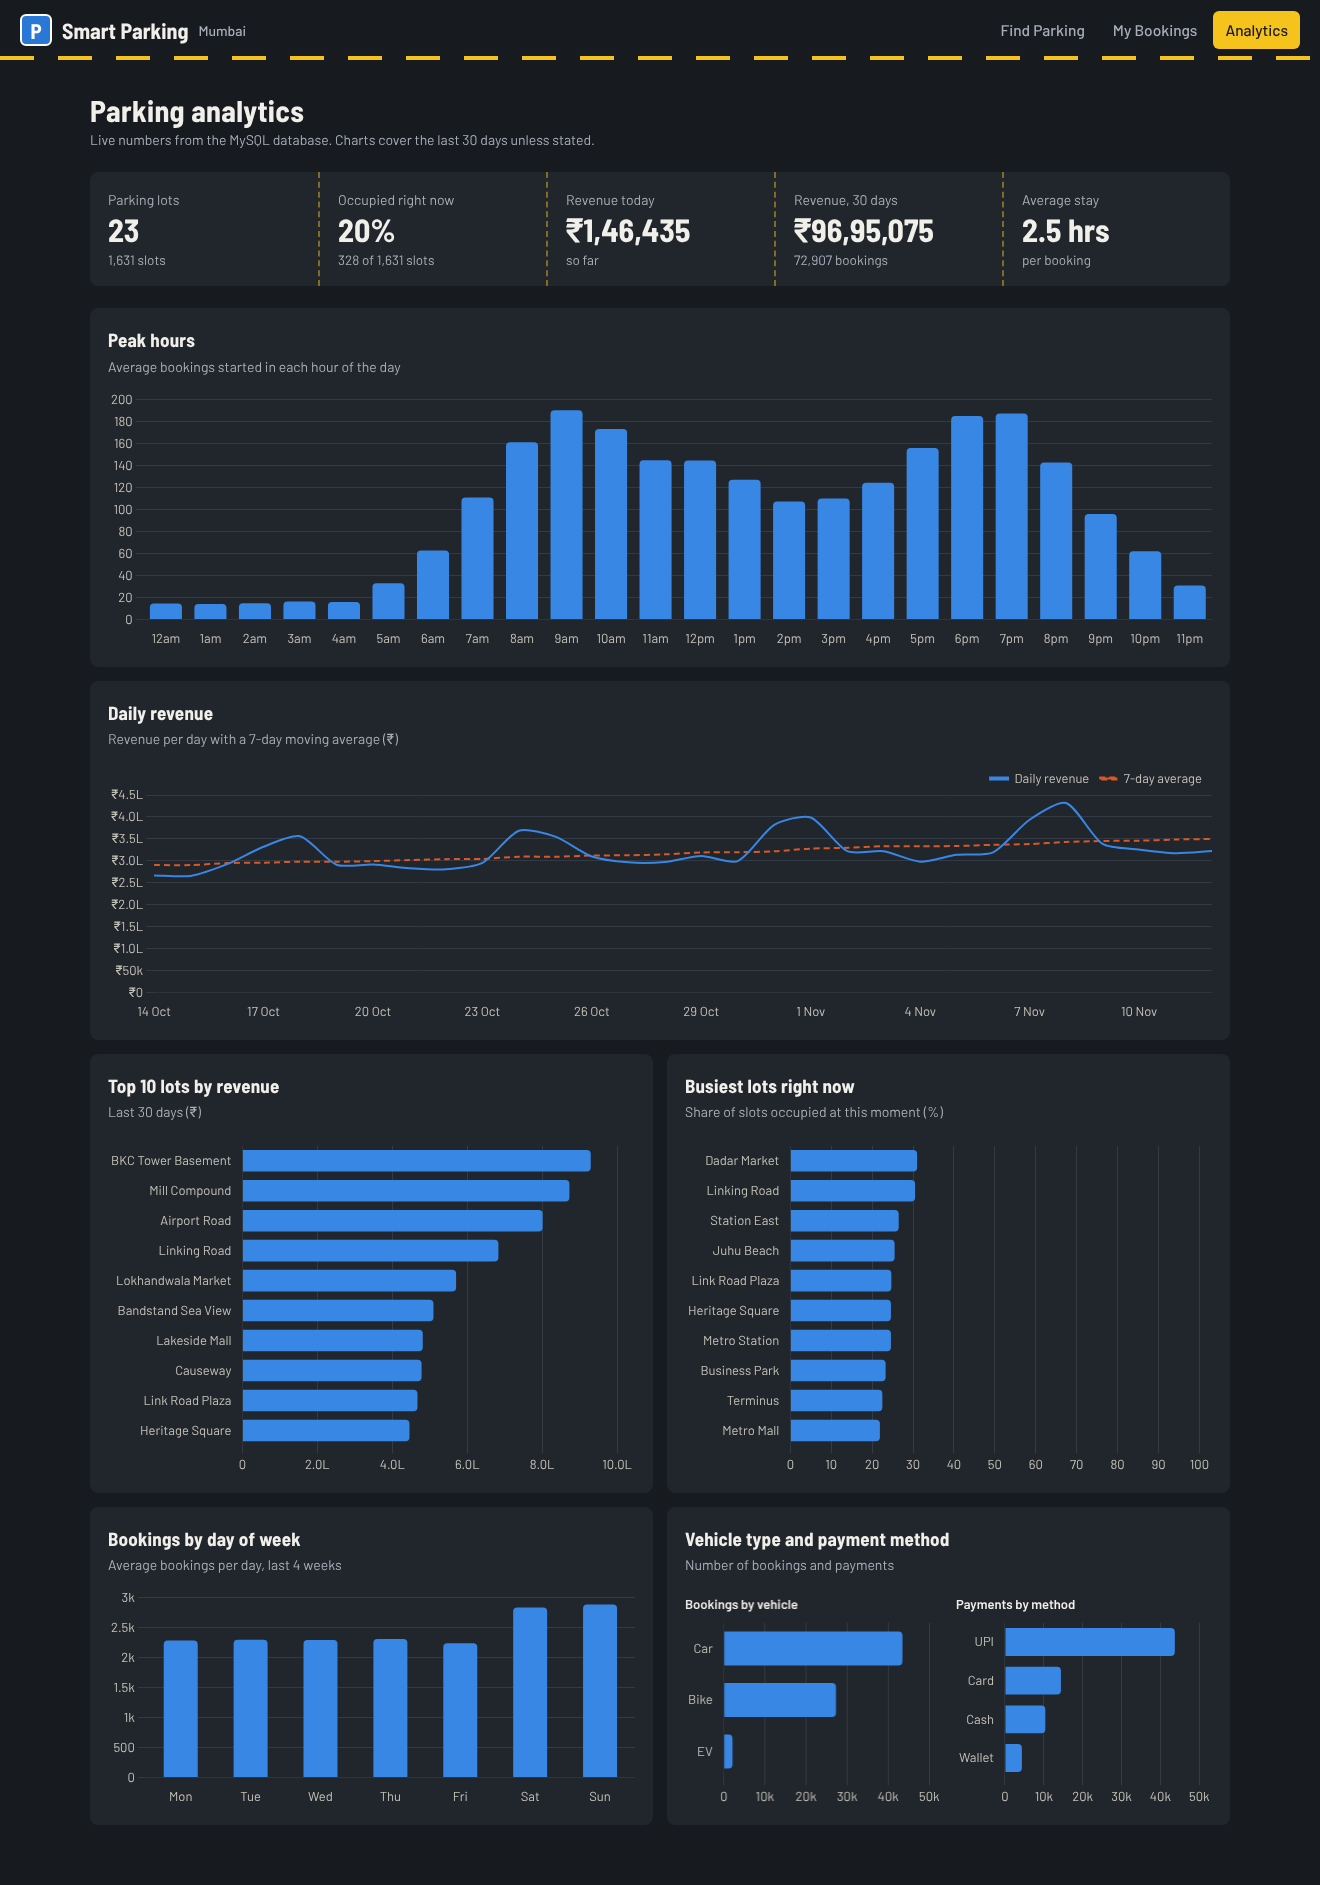 P Smart Parking Mumbai Find Parking My Bookings Analytics
Parking analytics
Live numbers from the MySQL database. Charts cover the last 30 days unless stated.
Parking lots
23
1,631 slots
Occupied right now
20%
328 of 1,631 slots
Revenue today
₹1,46,435
so far
Revenue, 30 days
₹96,95,075
72,907 bookings
Average stay
2.5 hrs
per booking
Peak hours
Average bookings started in each hour of the day
200
180
160
140
120
100
80
60
40
20
0
12am 1am 2am 3am 4am 5am 6am 7am 8am 9am 10am 11am 12pm 1pm 2pm 3pm 4pm 5pm 6pm 7pm 8pm 9pm 10pm 11pm
Daily revenue
Revenue per day with a 7-day moving average (₹)
Daily revenue 7-day average
₹4.5L
₹4.0L
₹3.5L
₹3.0L
₹2.5L
₹2.0L
₹1.5L
₹1.0L
₹50k
₹0
14 Oct 17 Oct 20 Oct 23 Oct 26 Oct 29 Oct 1 Nov 4 Nov 7 Nov 10 Nov
Top 10 lots by revenue
Last 30 days (₹)
BKC Tower Basement
Mill Compound
Airport Road
Linking Road
Lokhandwala Market
Bandstand Sea View
Lakeside Mall
Causeway
Link Road Plaza
Heritage Square
0 2.0L 4.0L 6.0L 8.0L 10.0L
Busiest lots right now
Share of slots occupied at this moment (%)
Dadar Market
Linking Road
Station East
Juhu Beach
Link Road Plaza
Heritage Square
Metro Station
Business Park
Terminus
Metro Mall
0 10 20 30 40 50 60 70 80 90 100
Bookings by day of week
Average bookings per day, last 4 weeks
3k
2.5k
2k
1.5k
1k
500
0
Mon Tue Wed Thu Fri Sat Sun
Vehicle type and payment method
Number of bookings and payments
Bookings by vehicle
Car
Bike
EV
0 10k 20k 30k 40k 50k
Payments by method
UPI
Card
Cash
Wallet
0 10k 20k 30k 40k 50k